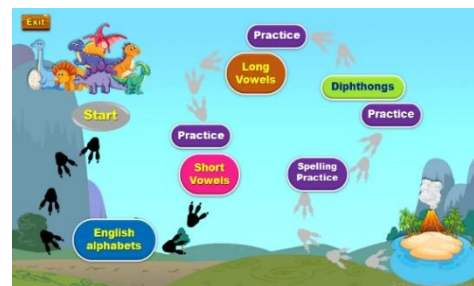 Exit
Start
English
alphabets
Short
Vowels
Practice
Long
Vowels
Practice
Diphthongs
Practice
Spelling
Practice